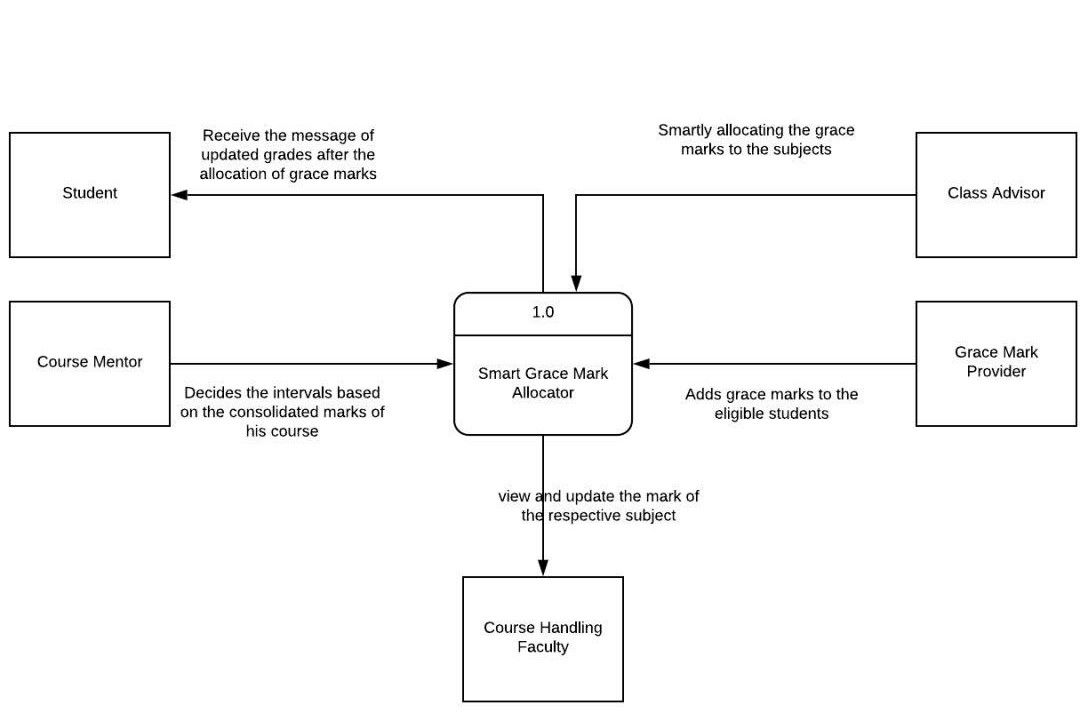 Receive the message of
updated grades after the
allocation of grace marks
Smartly allocating the grace
marks to the subjects
Student
Class Advisor
1.0
Course Mentor
Smart Grace Mark
Allocator
Grace Mark
Provider
Decides the intervals based
on the consolidated marks of
his course
Adds grace marks to the
eligible students
view and update the mark of
the respective subject
Course Handling
Faculty